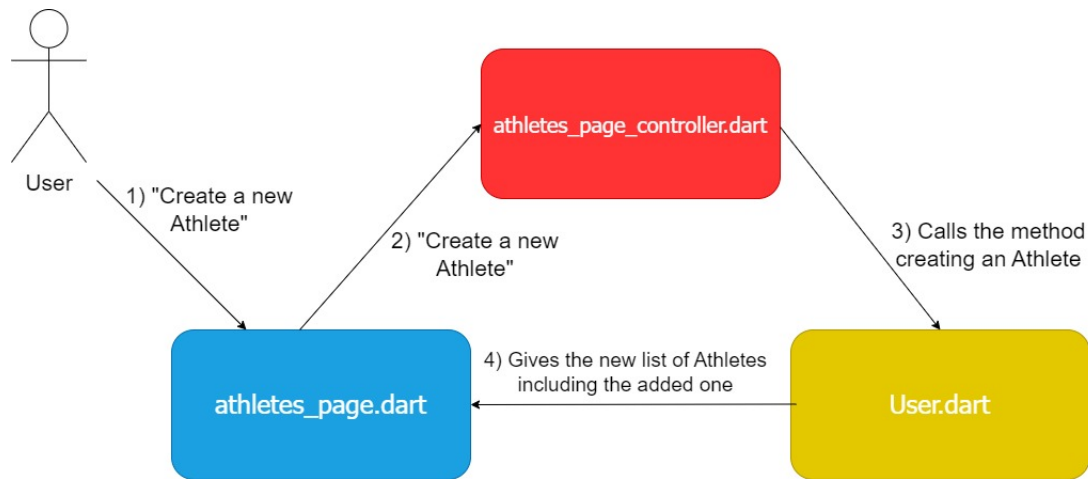 athletes_page_controller.dart
User
1) "Create a new
Athlete"
2) "Create a new
Athlete"
3) Calls the method
creating an Athlete
4) Gives the new list of Athletes
including the added one
athletes_page.dart
User.dart